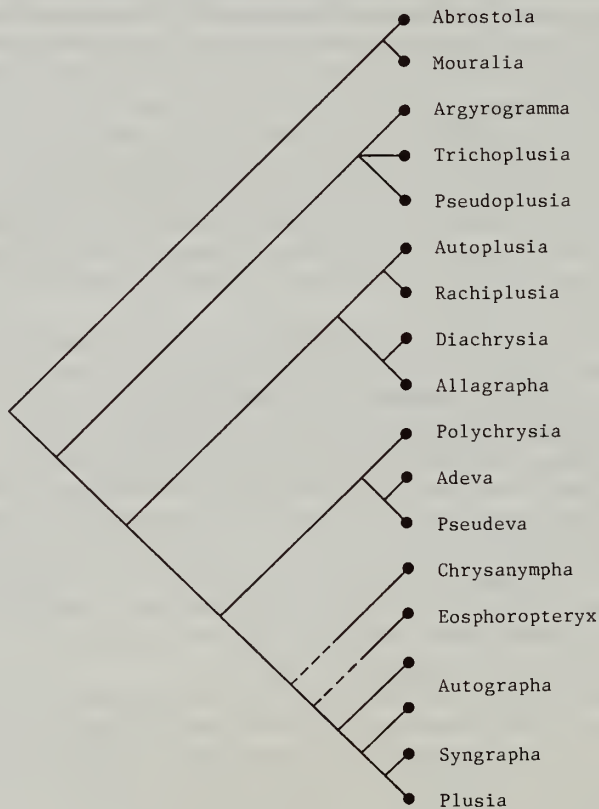 Abrostola
Mouralia
Argyrogramma
Trichoplusia
Pseudoplusia
Autoplusia
Rachiplusia
Diachrysia
Allagrapha
Polychrysia
Adeva
Pseudeva
Chrysanympha
Eosphoropteryx
Autographa
Syngrapha
Plusia